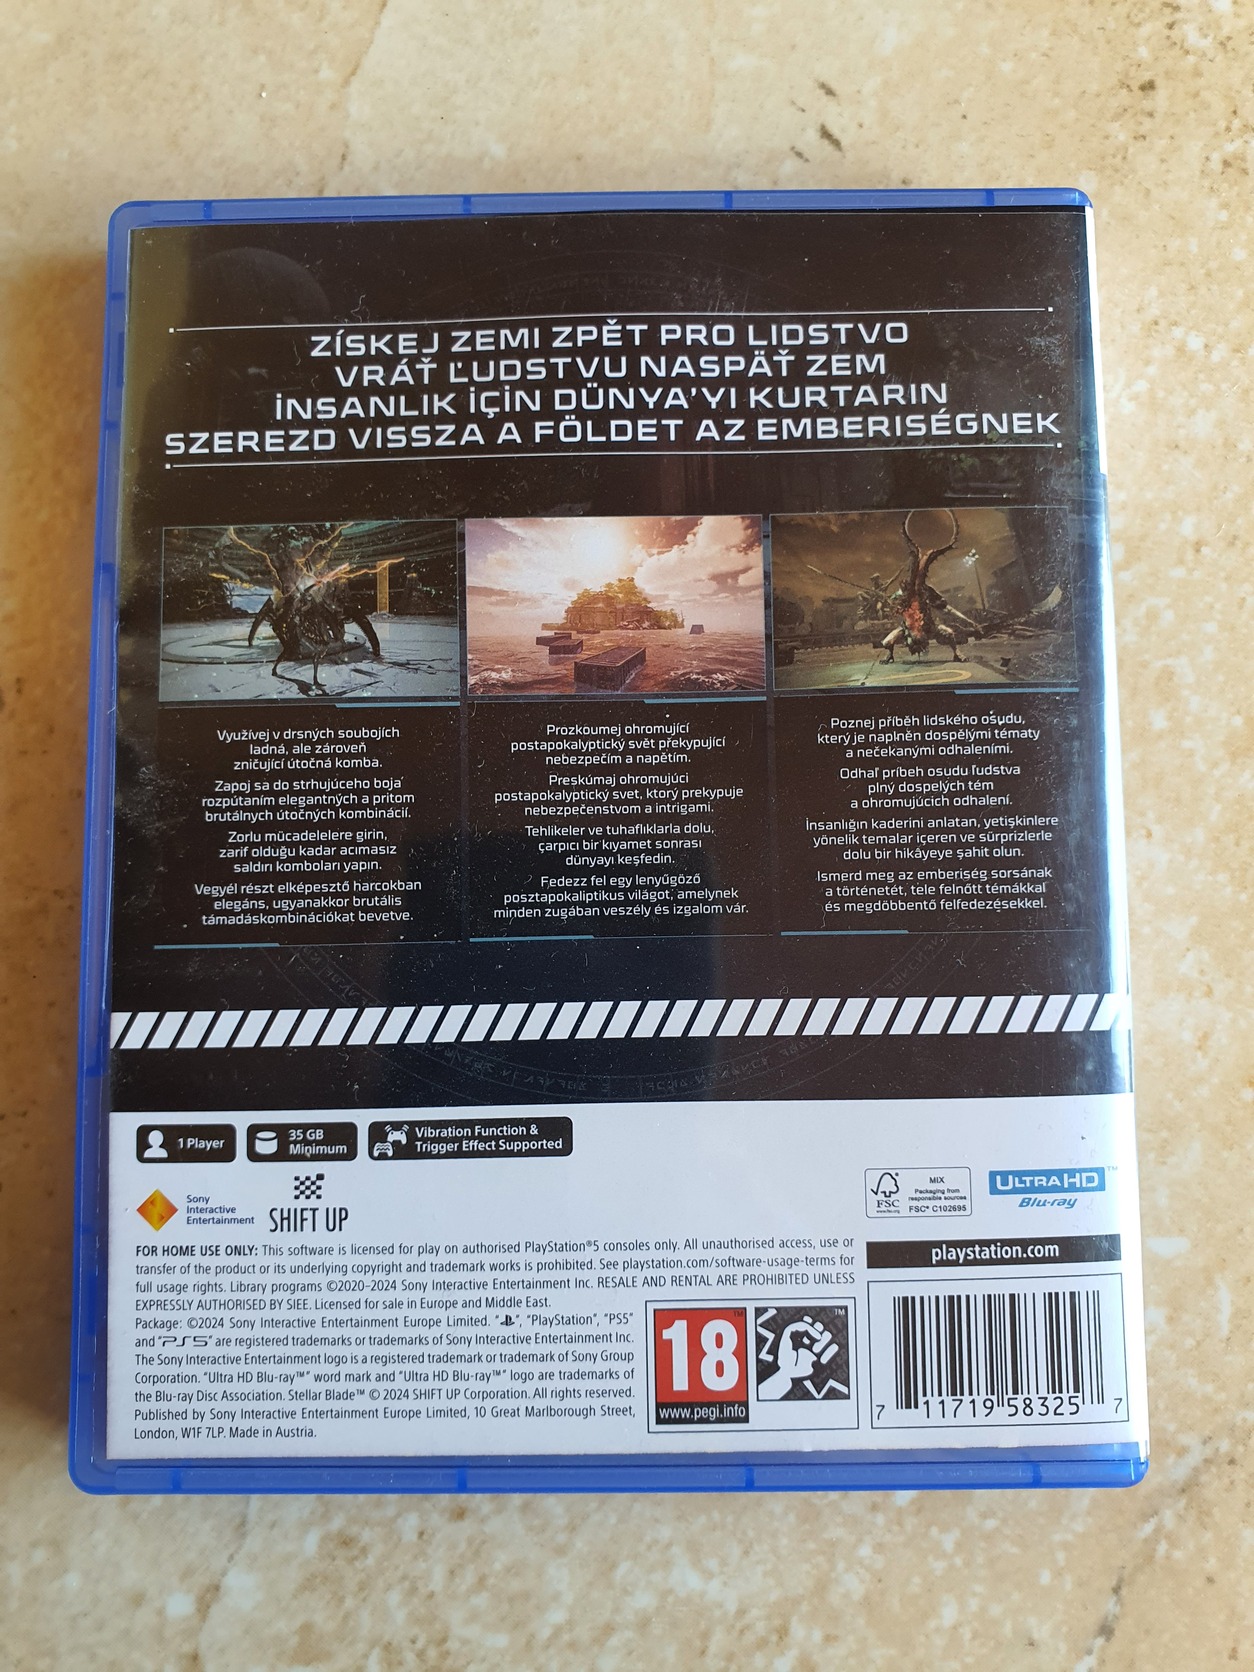 ZÍSKEJ ZEMI ZPĚT PRO LIDSTVO
VRÁŤ ĽUDSTVU NASPÄŤ ZEM
İNSANLIK İÇİN DÜNYA'YI KURTARIN
SZEREZD VISSZA A FÖLDET AZ EMBERISÉGNEK
Využívej v drsných soubojích
ladná, ale zároveň
zničující útočná komba.
Zapoj sa do strhujúceho boja
rozpútaním elegantných a pritom
brutálnych útočných kombinácií.
Zorlu mücadelelere girin,
zarif olduğu kadar acımasız
saldırı komboları yapın.
Vegyél részt elképesztő harcokban
elegáns, ugyanakkor brutális
támadáskombinációkat bevetve.
Prozkoumej ohromující
postapokalyptický svět překypující
nebezpečím a napětím.
Preskúmaj ohromujúci
postapokalyptický svet, ktorý prekypuje
nebezpečenstvom a intrigami.
Tehlikeler ve tuhaflıklarla dolu,
çarpıcı bir kıyamet sonrası
dünyayı keşfedin.
Fedezz fel egy lenyűgöző
posztapokaliptikus világot, amelynek
minden zugában veszély és izgalom vár.
Poznej příběh lidského osudu,
který je naplněn dospělými tématy
a nečekanými odhaleními.
Odhaľ príbeh osudu ľudstva
plný dospelých tém
a ohromujúcich odhalení.
İnsanlığın kaderini anlatan, yetişkinlere
yönelik temalar içeren ve sürprizlerle
dolu bir hikâyeye şahit olun.
Ismerd meg az emberiség sorsának
a történetét, tele felnőtt témákkal
és megdöbbentő felfedezésekkel.
1 Player
35 GB
Minimum
Vibration Function &
Trigger Effect Supported
Sony
Interactive
Entertainment
SHIFT UP
FSC
www.fsc.org
MIX
Packaging from
responsible sources
FSC® C102695
ULTRA HD™
Blu-ray
playstation.com
FOR HOME USE ONLY: This software is licensed for play on authorised PlayStation®5 consoles only. All unauthorised access, use or
transfer of the product or its underlying copyright and trademark works is prohibited. See playstation.com/software-usage-terms for
full usage rights. Library programs ©2020–2024 Sony Interactive Entertainment Inc. RESALE AND RENTAL ARE PROHIBITED UNLESS
EXPRESSLY AUTHORISED BY SIEE. Licensed for sale in Europe and Middle East.
Package: ©2024 Sony Interactive Entertainment Europe Limited. "", "PlayStation", "PS5"
and "PS5" are registered trademarks or trademarks of Sony Interactive Entertainment Inc.
The Sony Interactive Entertainment logo is a registered trademark or trademark of Sony Group
Corporation. "Ultra HD Blu-ray™" word mark and "Ultra HD Blu-ray™" logo are trademarks of
the Blu-ray Disc Association. Stellar Blade™ © 2024 SHIFT UP Corporation. All rights reserved.
Published by Sony Interactive Entertainment Europe Limited, 10 Great Marlborough Street,
London, W1F 7LP. Made in Austria.
18™
www.pegi.info
™
7 11719 58325 7